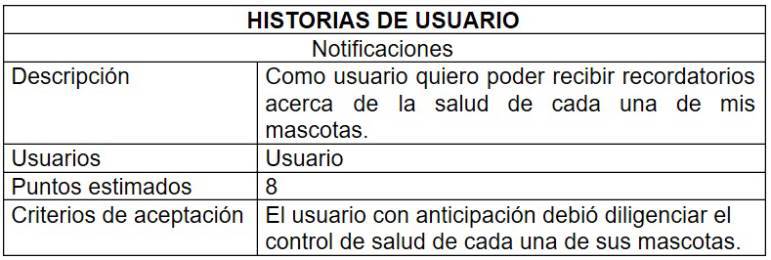 HISTORIAS DE USUARIO
Notificaciones
Descripción
Como usuario quiero poder recibir recordatorios
acerca de la salud de cada una de mis
mascotas.
Usuarios
Usuario
Puntos estimados
8
Criterios de aceptación
El usuario con anticipación debió diligenciar el
control de salud de cada una de sus mascotas.